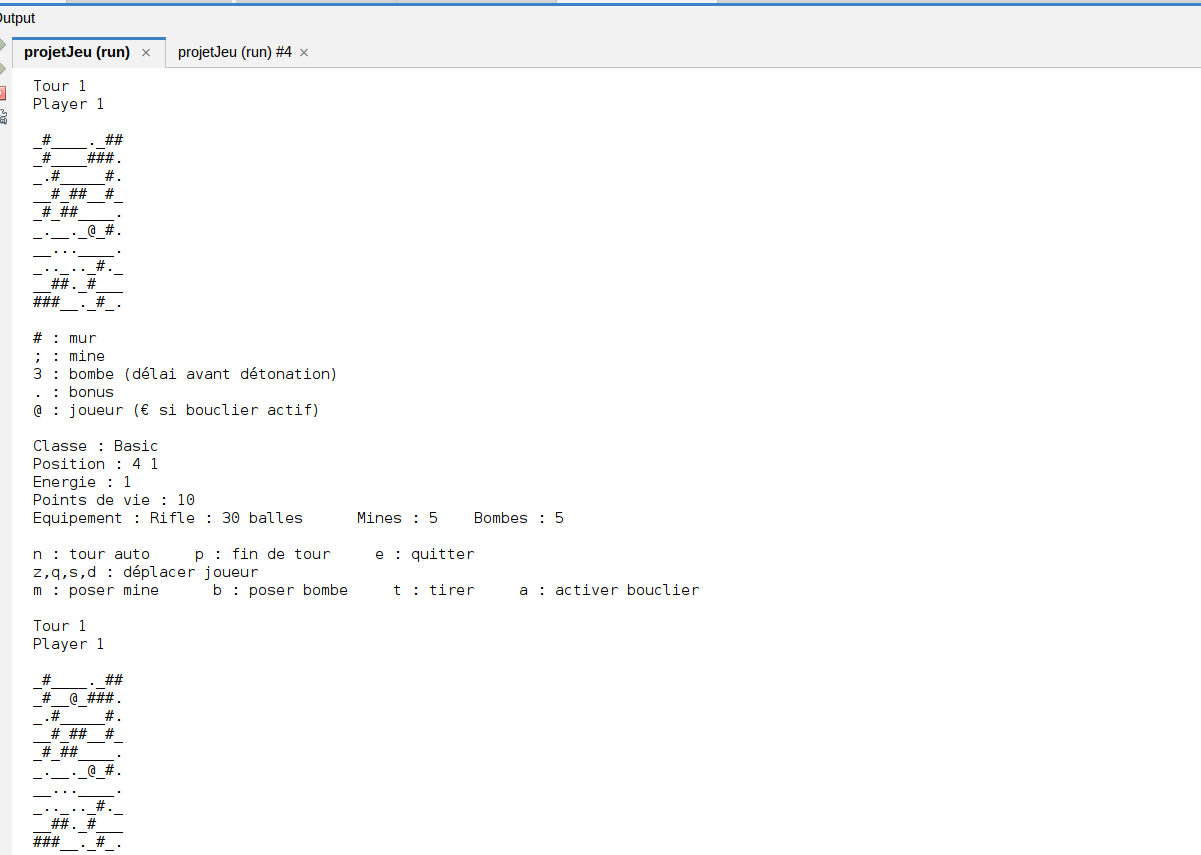 Output
projetJeu (run) × projetJeu (run) #4 ×
Tour 1
Player 1
_#____._##
_#____###.
_.#_____#.
__#_##__#_
_#_##____.
_.__._@_#.
__...____.
_.._.._#._
__##._#___
###__._#_.
# : mur
; : mine
3 : bombe (délai avant détonation)
. : bonus
@ : joueur (€ si bouclier actif)
Classe : Basic
Position : 4 1
Energie : 1
Points de vie : 10
Equipement : Rifle : 30 balles      Mines : 5    Bombes : 5
n : tour auto     p : fin de tour     e : quitter
z,q,s,d : déplacer joueur
m : poser mine      b : poser bombe     t : tirer     a : activer bouclier
Tour 1
Player 1
_#____._##
_#__@_###.
_.#_____#.
__#_##__#_
_#_##____.
_.__._@_#.
__...____.
_.._.._#._
__##._#___
###__._#_.